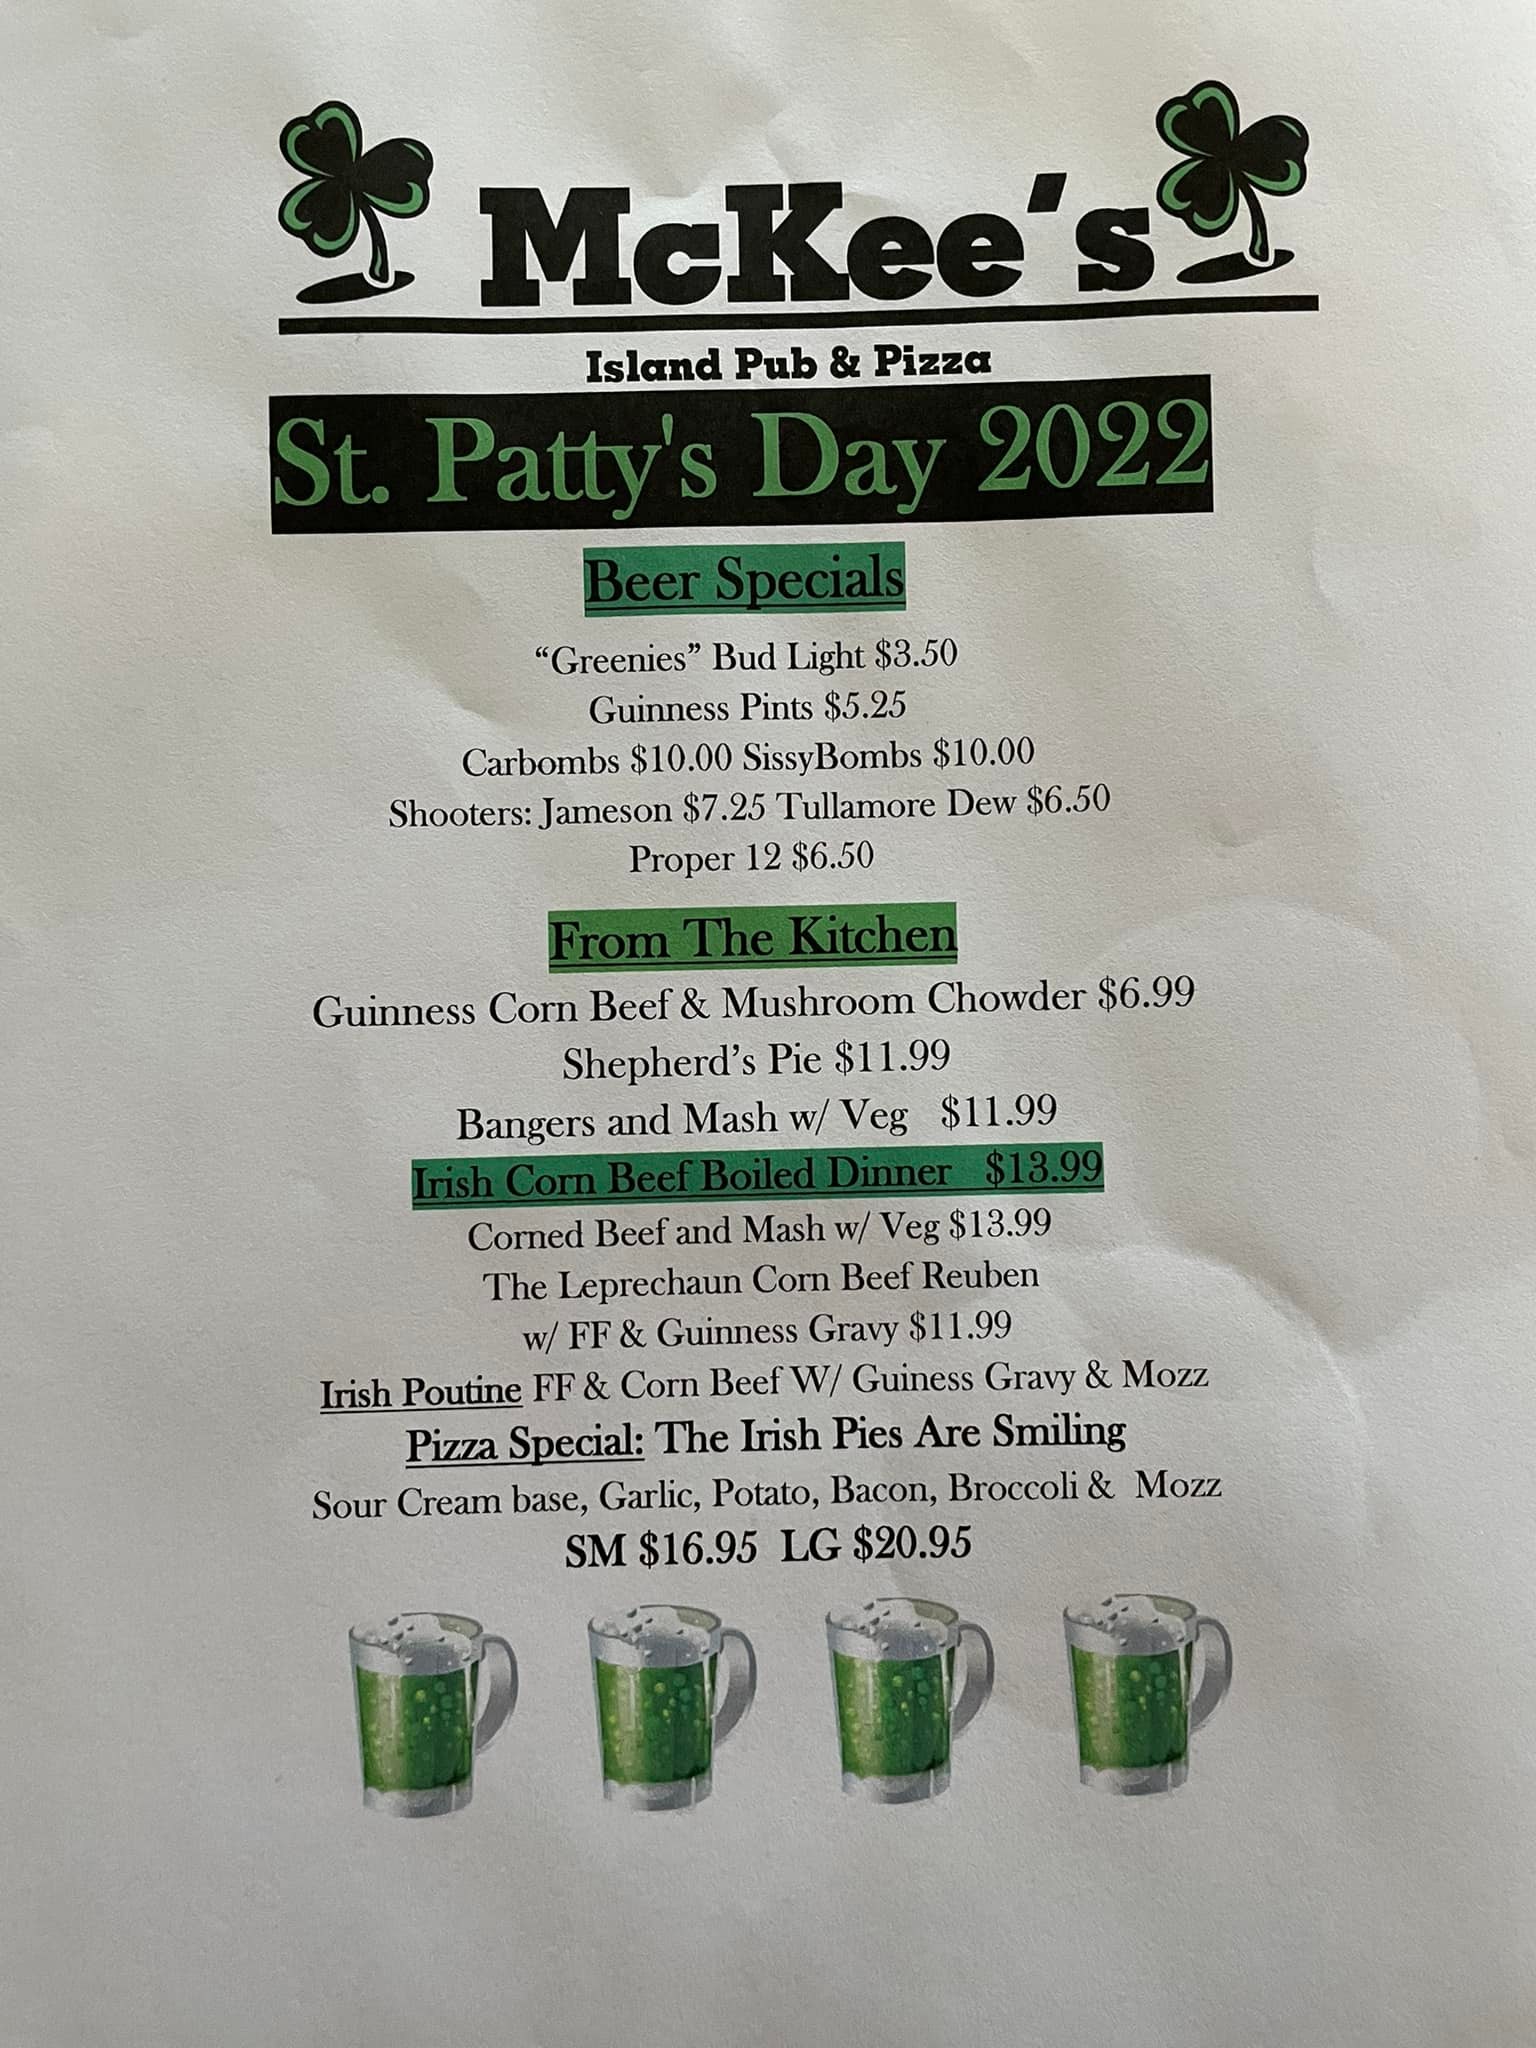 McKee's
Island Pub & Pizza
St. Patty's Day 2022
Beer Specials
“Greenies” Bud Light $3.50
Guinness Pints $5.25
Carbombs $10.00 SissyBombs $10.00
Shooters: Jameson $7.25 Tullamore Dew $6.50
Proper 12 $6.50
From The Kitchen
Guinness Corn Beef & Mushroom Chowder $6.99
Shepherd’s Pie $11.99
Bangers and Mash w/ Veg $11.99
Irish Corn Beef Boiled Dinner $13.99
Corned Beef and Mash w/ Veg $13.99
The Leprechaun Corn Beef Reuben
w/ FF & Guinness Gravy $11.99
Irish Poutine FF & Corn Beef W/ Guiness Gravy & Mozz
Pizza Special: The Irish Pies Are Smiling
Sour Cream base, Garlic, Potato, Bacon, Broccoli & Mozz
SM $16.95 LG $20.95